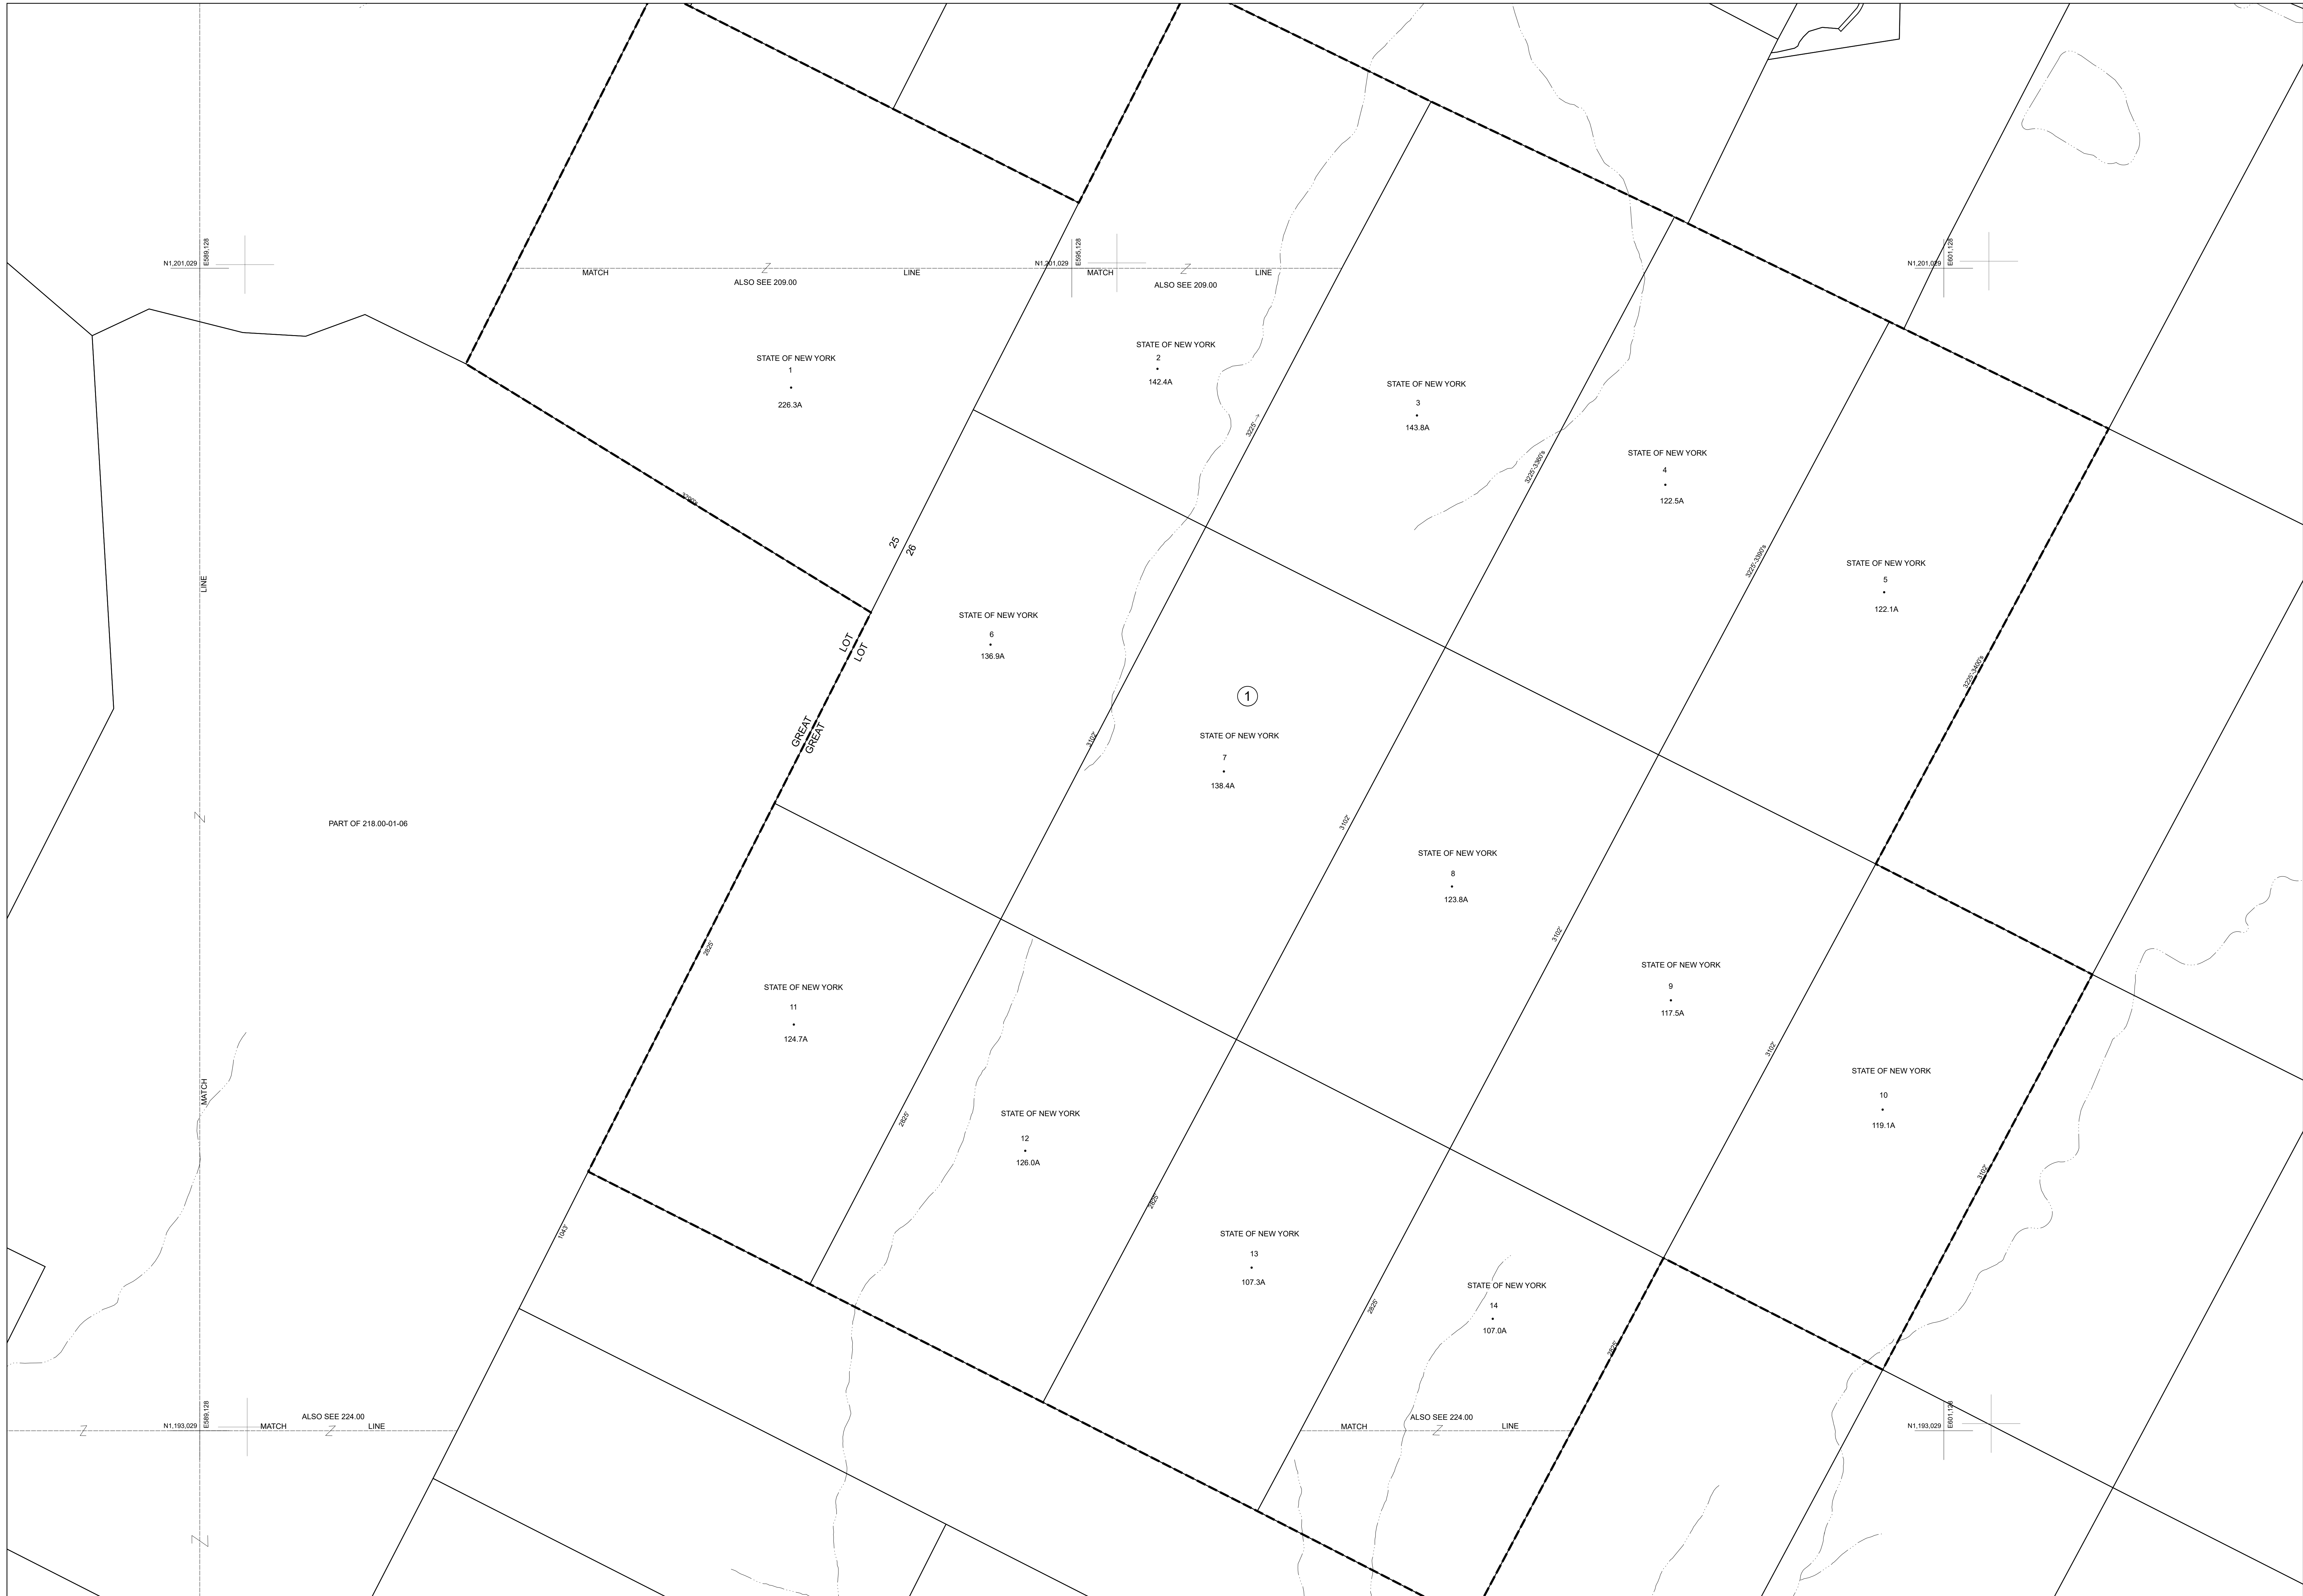 N1,201,029
E589,128
MATCH
LINE
ALSO SEE 209.00
N1,201,029
E595,128
MATCH
LINE
ALSO SEE 209.00
N1,201,029
E601,128
STATE OF NEW YORK
1
226.3A
STATE OF NEW YORK
2
142.4A
STATE OF NEW YORK
3
143.8A
3225'--->
STATE OF NEW YORK
4
122.5A
3225'-3360's
STATE OF NEW YORK
5
122.1A
3225'-3390's
3225'-3400's
25
26
LOT
LOT
GREAT
GREAT
LINE
MATCH
STATE OF NEW YORK
6
136.9A
3102'
1
STATE OF NEW YORK
7
138.4A
3102'
PART OF 218.00-01-06
STATE OF NEW YORK
8
123.8A
3102'
STATE OF NEW YORK
9
117.5A
3102'
STATE OF NEW YORK
10
119.1A
3102'
2825'
STATE OF NEW YORK
11
124.7A
2825'
STATE OF NEW YORK
12
126.0A
2825'
STATE OF NEW YORK
13
107.3A
2825'
STATE OF NEW YORK
14
107.0A
2825'
1043'
N1,193,029
E589,128
MATCH
ALSO SEE 224.00
LINE
MATCH
ALSO SEE 224.00
LINE
N1,193,029
E601,128